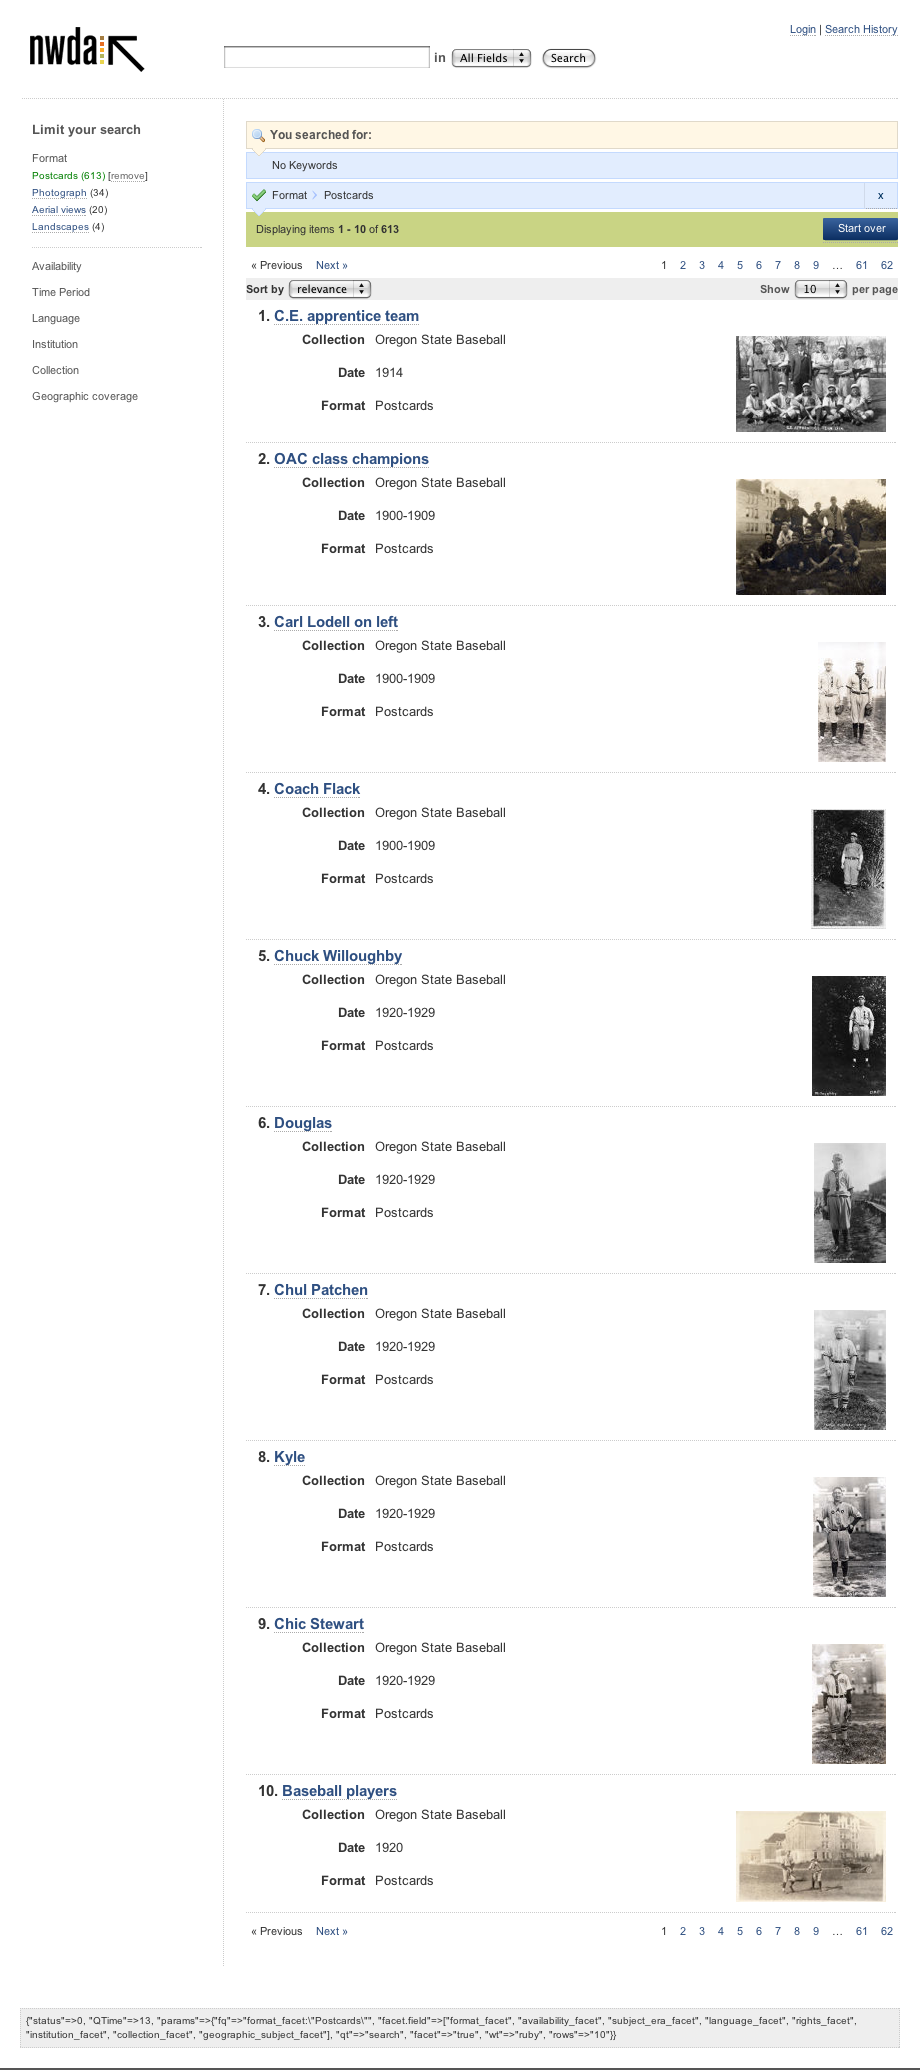 nwda
in All Fields Search
Login | Search History
Limit your search
Format
Postcards (613) [remove]
Photograph (34)
Aerial views (20)
Landscapes (4)
Availability
Time Period
Language
Institution
Collection
Geographic coverage
You searched for:
No Keywords
Format Postcards x
Displaying items 1 - 10 of 613 Start over
« Previous Next » 1 2 3 4 5 6 7 8 9 … 61 62
Sort by relevance Show 10 per page
1. C.E. apprentice team
Collection Oregon State Baseball
Date 1914
Format Postcards
2. OAC class champions
Collection Oregon State Baseball
Date 1900-1909
Format Postcards
3. Carl Lodell on left
Collection Oregon State Baseball
Date 1900-1909
Format Postcards
4. Coach Flack
Collection Oregon State Baseball
Date 1900-1909
Format Postcards
5. Chuck Willoughby
Collection Oregon State Baseball
Date 1920-1929
Format Postcards
6. Douglas
Collection Oregon State Baseball
Date 1920-1929
Format Postcards
7. Chul Patchen
Collection Oregon State Baseball
Date 1920-1929
Format Postcards
8. Kyle
Collection Oregon State Baseball
Date 1920-1929
Format Postcards
9. Chic Stewart
Collection Oregon State Baseball
Date 1920-1929
Format Postcards
10. Baseball players
Collection Oregon State Baseball
Date 1920
Format Postcards
« Previous Next » 1 2 3 4 5 6 7 8 9 … 61 62
{"status"=>0, "QTime"=>13, "params"=>{"fq"=>"format_facet:\"Postcards\"", "facet.field"=>["format_facet", "availability_facet", "subject_era_facet", "language_facet", "rights_facet",
"institution_facet", "collection_facet", "geographic_subject_facet"], "qt"=>"search", "facet"=>"true", "wt"=>"ruby", "rows"=>"10"}}